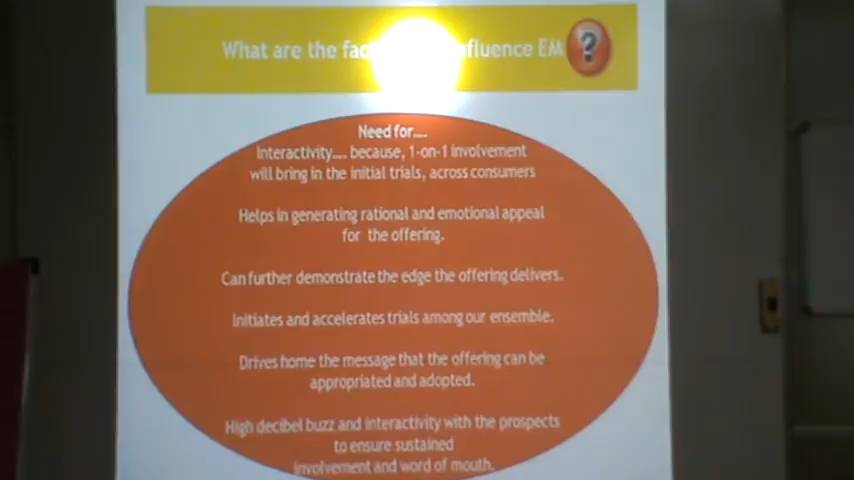 What are the fac nfluence EM ?
Need for....
Interactivity.... because, 1-on-1 involvement
will bring in the initial trials, across consumers
Helps in generating rational and emotional appeal
for the offering.
Can further demonstrate the edge the offering delivers.
Initiates and accelerates trials among our ensemble.
Drives home the message that the offering can be
appropriated and adopted.
High decibel buzz and interactivity with the prospects
to ensure sustained
involvement and word of mouth.